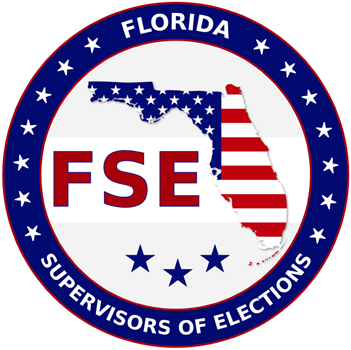 FLORIDA
FSE
SUPERVISORS OF ELECTIONS